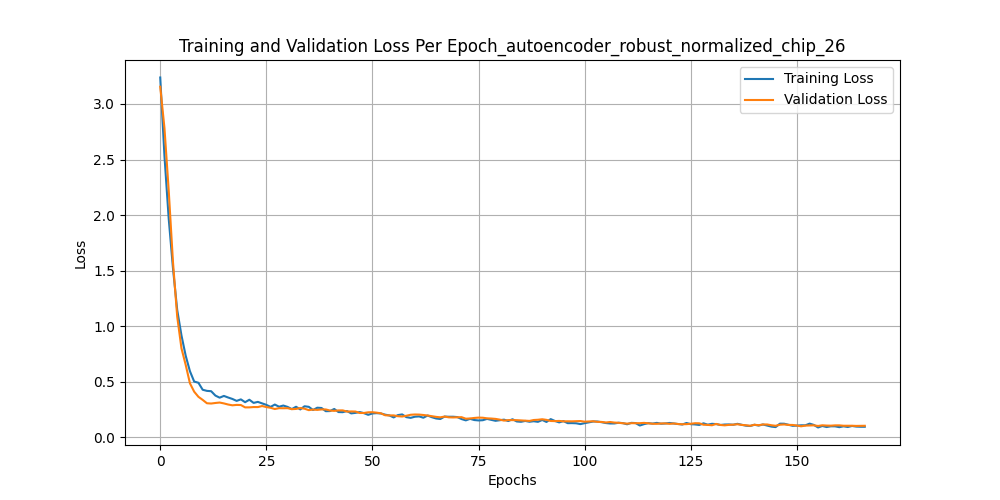 Training and Validation Loss Per Epoch_autoencoder_robust_normalized_chip_26
Training Loss
Validation Loss
3.0
2.5
2.0
1.5
1.0
0.5
0.0
Loss
0 25 50 75 100 125 150
Epochs